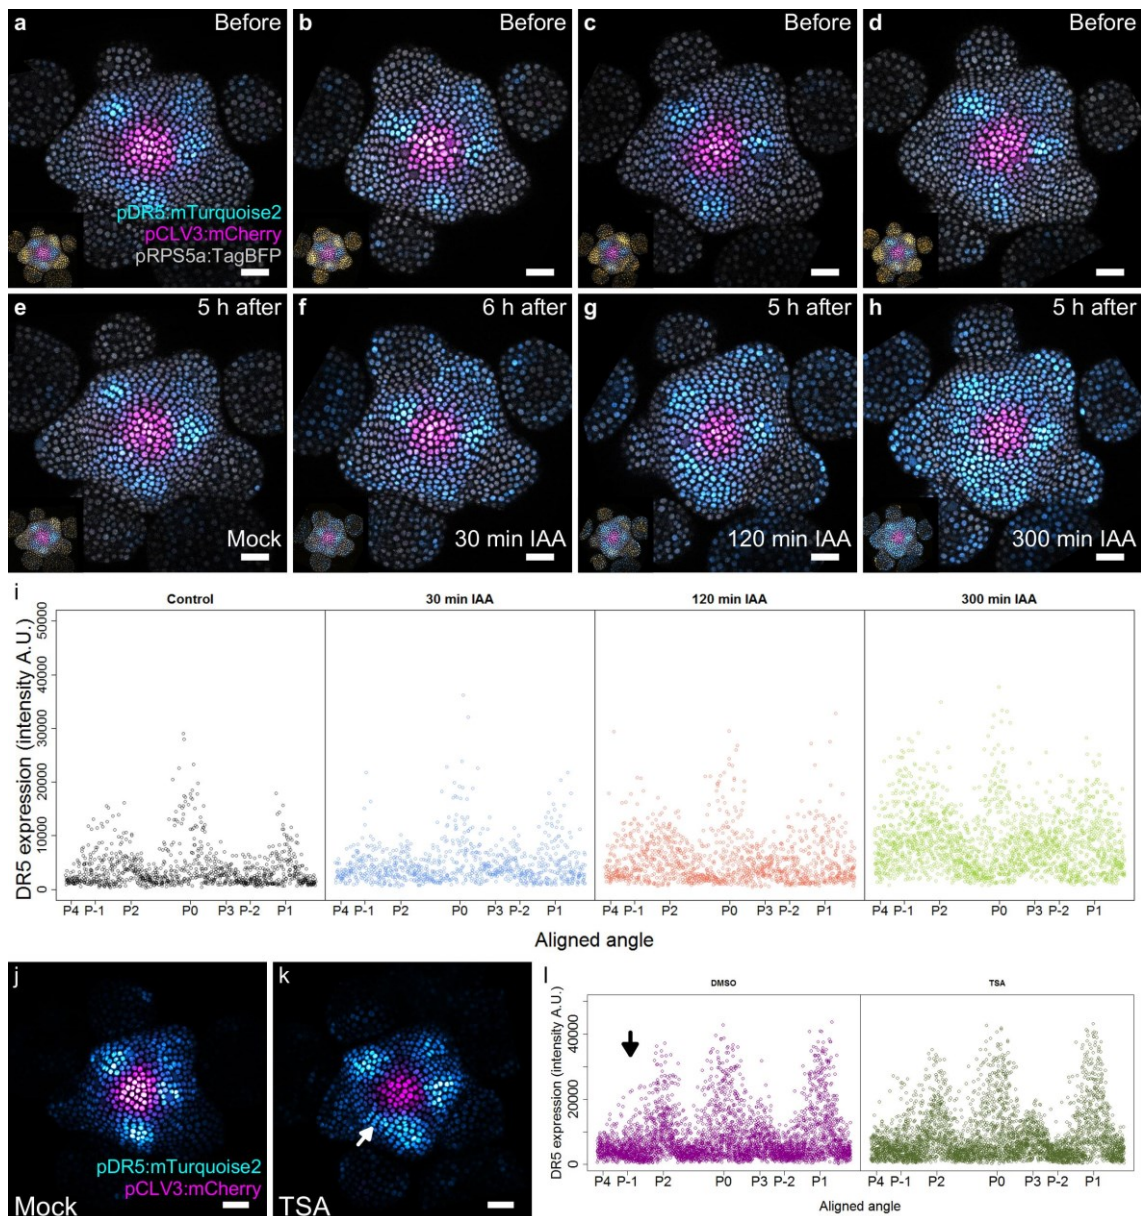 a Before
b Before
c Before
d Before
pDR5:mTurquoise2
pCLV3:mCherry
pRPS5a:TagBFP
e 5 h after
f 6 h after
g 5 h after
h 5 h after
Mock
30 min IAA
120 min IAA
300 min IAA
i
Control
30 min IAA
120 min IAA
300 min IAA
DR5 expression (intensity A.U.)
50000
40000
30000
20000
10000
0
P4 P-1 P2 P0 P3 P-2 P1
P4 P-1 P2 P0 P3 P-2 P1
P4 P-1 P2 P0 P3 P-2 P1
P4 P-1 P2 P0 P3 P-2 P1
Aligned angle
j
pDR5:mTurquoise2
pCLV3:mCherry
Mock
k
TSA
l
DMSO
TSA
DR5 expression (intensity A.U.)
40000
20000
0
P4 P-1 P2 P0 P3 P-2 P1
P4 P-1 P2 P0 P3 P-2 P1
Aligned angle